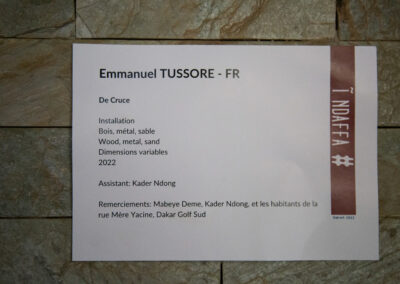 Emmanuel TUSSORE - FR
De Cruce
Installation
Bois, métal, sable
Wood, metal, sand
Dimensions variables
2022
Assistant: Kader Ndong
Remerciements: Mabeye Deme, Kader Ndong, et les habitants de la
rue Mère Yacine, Dakar Golf Sud
Ĩ NDAFFA #